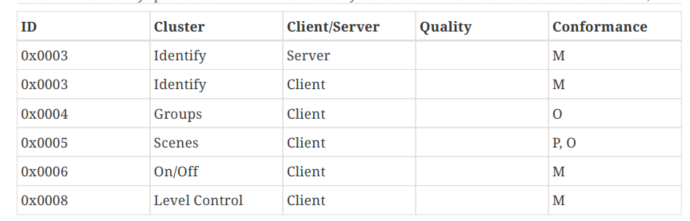 ID Cluster Client/Server Quality Conformance
0x0003 Identify Server M
0x0003 Identify Client M
0x0004 Groups Client O
0x0005 Scenes Client P, O
0x0006 On/Off Client M
0x0008 Level Control Client M